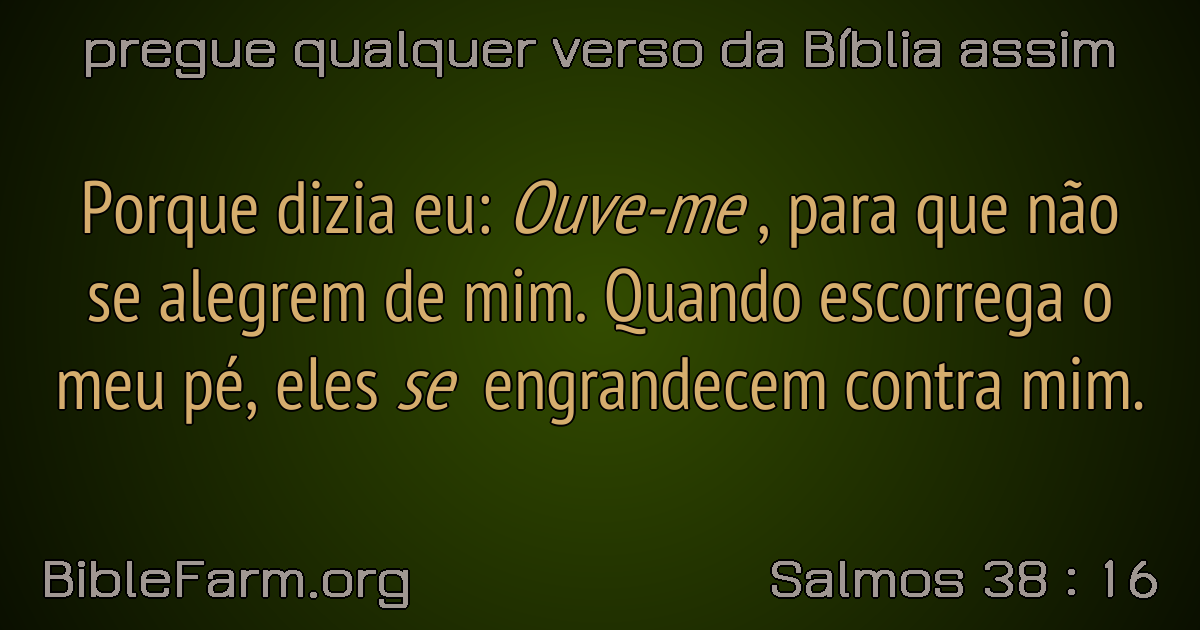 pregue qualquer verso da Bíblia assim
Porque dizia eu: Ouve-me , para que não
se alegrem de mim. Quando escorrega o
meu pé, eles se engrandecem contra mim.
BibleFarm.org
Salmos 38 : 16